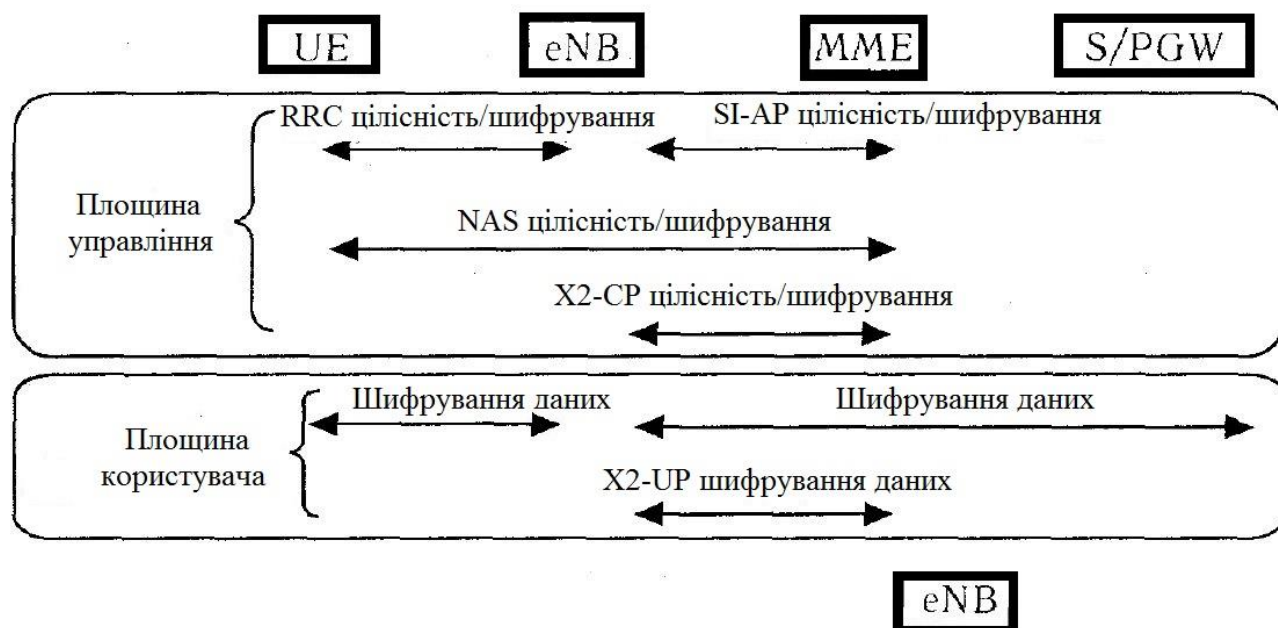 UE eNB MME S/PGW
RRC цілісність/шифрування SI-AP цілісність/шифрування
Площина
управління
NAS цілісність/шифрування
X2-CP цілісність/шифрування
Шифрування даних Шифрування даних
Площина
користувача
X2-UP шифрування даних
eNB